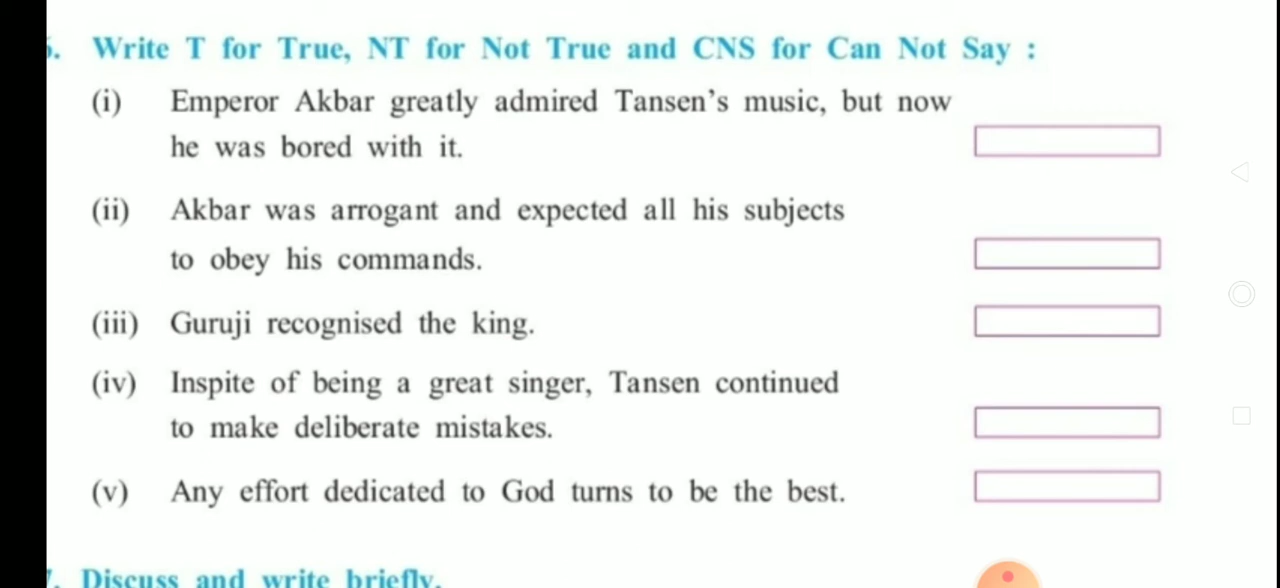 5. Write T for True, NT for Not True and CNS for Can Not Say :
(i) Emperor Akbar greatly admired Tansen's music, but now
he was bored with it.
(ii) Akbar was arrogant and expected all his subjects
to obey his commands.
(iii) Guruji recognised the king.
(iv) Inspite of being a great singer, Tansen continued
to make deliberate mistakes.
(v) Any effort dedicated to God turns to be the best.
Discuss and write briefly.